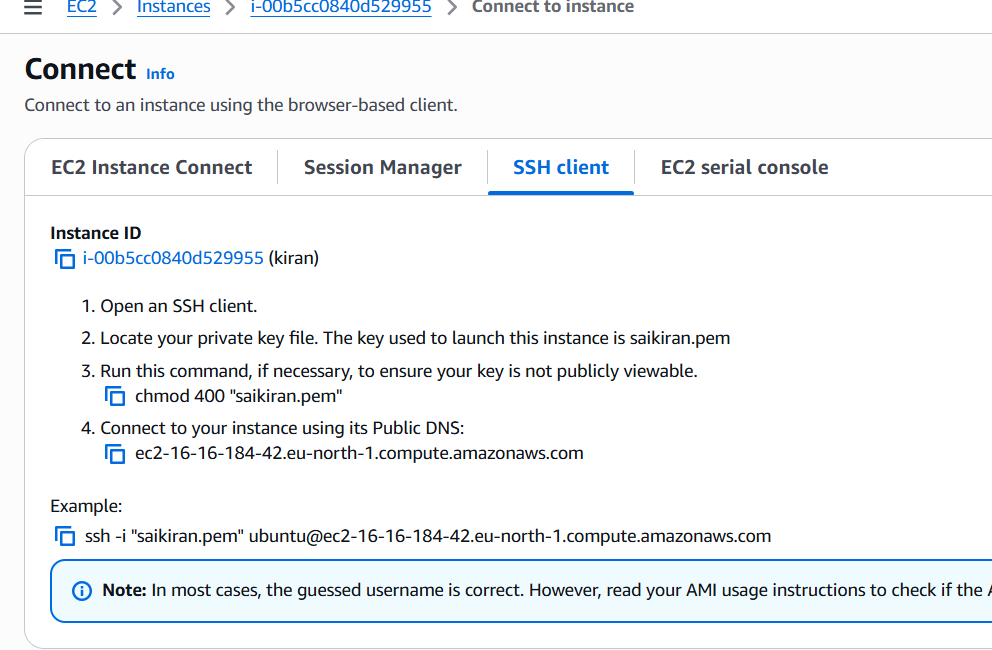 EC2 > Instances > i-00b5cc0840d529955 > Connect to instance
Connect Info
Connect to an instance using the browser-based client.
EC2 Instance Connect Session Manager SSH client EC2 serial console
Instance ID
i-00b5cc0840d529955 (kiran)
1. Open an SSH client.
2. Locate your private key file. The key used to launch this instance is saikiran.pem
3. Run this command, if necessary, to ensure your key is not publicly viewable.
chmod 400 "saikiran.pem"
4. Connect to your instance using its Public DNS:
ec2-16-16-184-42.eu-north-1.compute.amazonaws.com
Example:
ssh -i "saikiran.pem" ubuntu@ec2-16-16-184-42.eu-north-1.compute.amazonaws.com
Note: In most cases, the guessed username is correct. However, read your AMI usage instructions to check if the